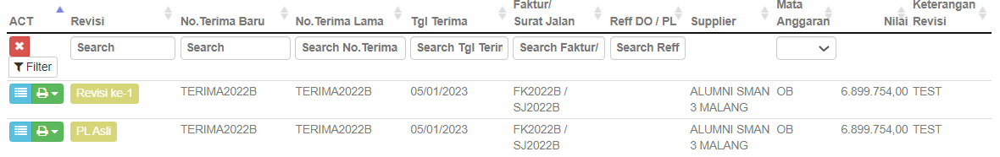 ACT Revisi No.Terima Baru No.Terima Lama Tgl Terima Faktur/ Surat Jalan Reff DO / PL Supplier Mata Anggaran Nilai Keterangan Revisi
Search Search Search No.Terima Search Tgl Terin Search Faktur/ Search Reff
Filter
Revisi ke-1 TERIMA2022B TERIMA2022B 05/01/2023 FK2022B / ALUMNI SMAN OB 6.899.754,00 TEST
SJ2022B 3 MALANG
PL Asli TERIMA2022B TERIMA2022B 05/01/2023 FK2022B / ALUMNI SMAN OB 6.899.754,00 TEST
SJ2022B 3 MALANG